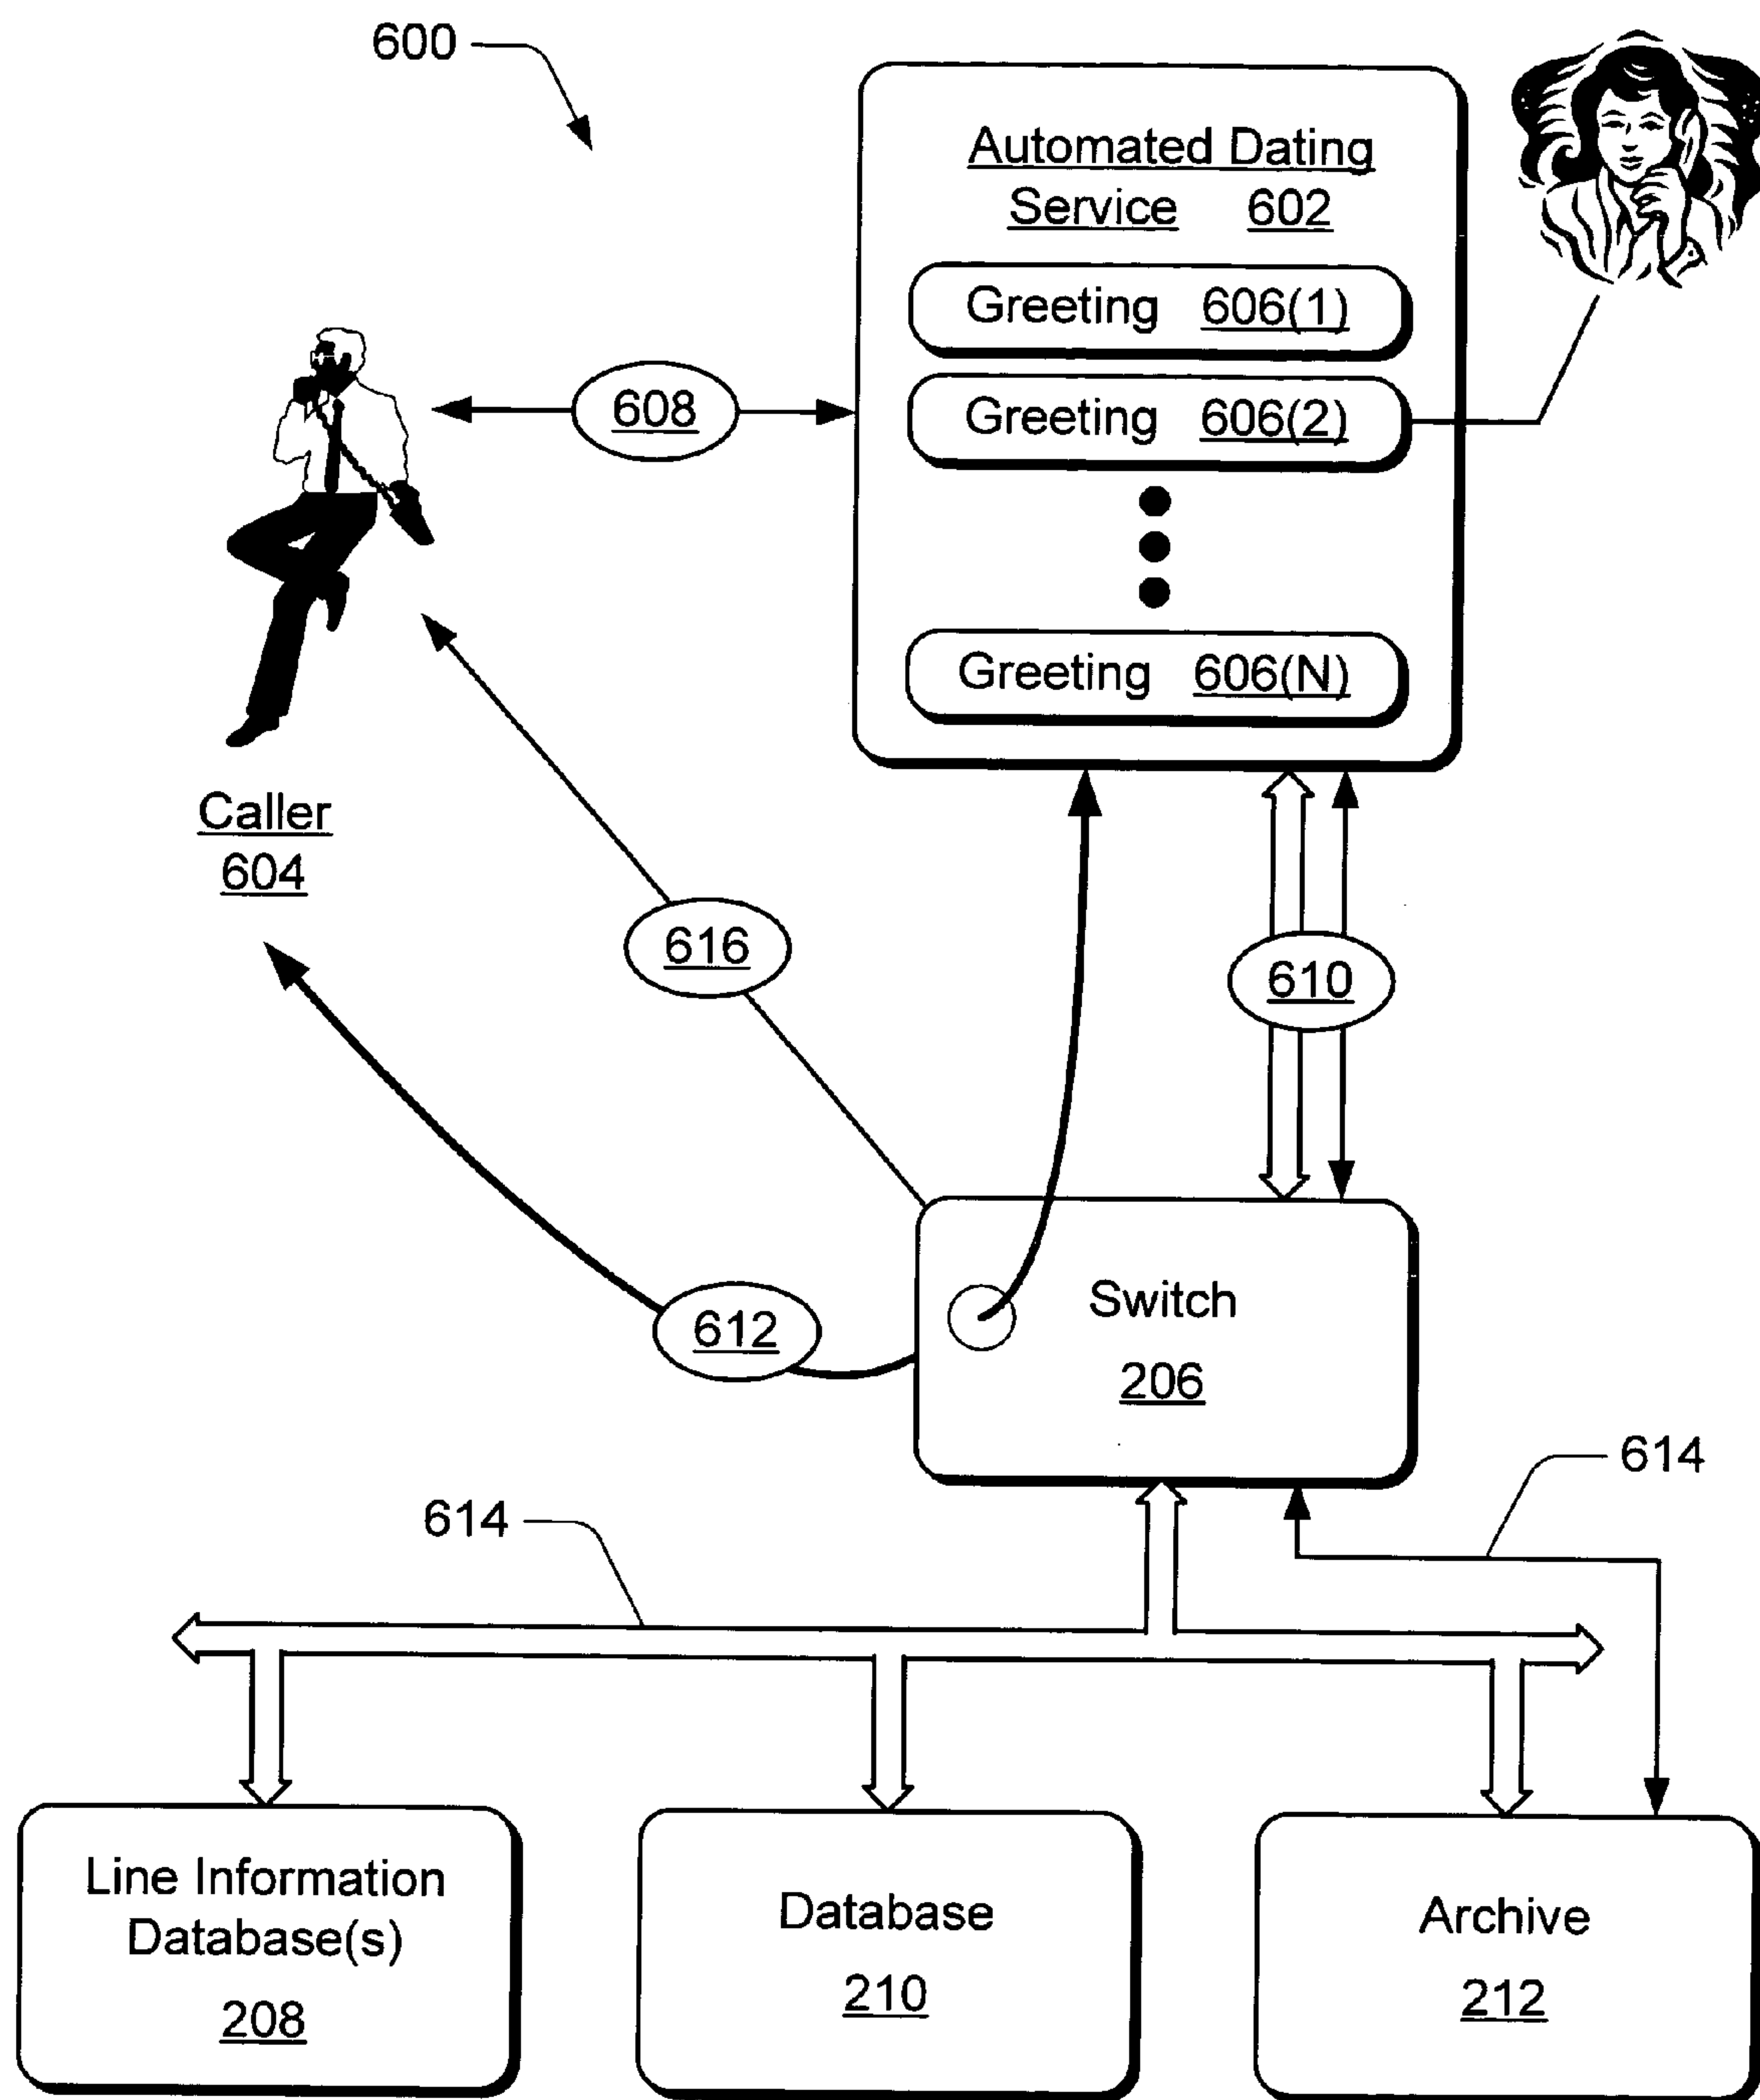 600
Automated Dating
Service 602
Greeting 606(1)
Greeting 606(2)
Greeting 606(N)
608
Caller
604
616
610
612
Switch
206
614
614
Line Information
Database(s)
208
Database
210
Archive
212